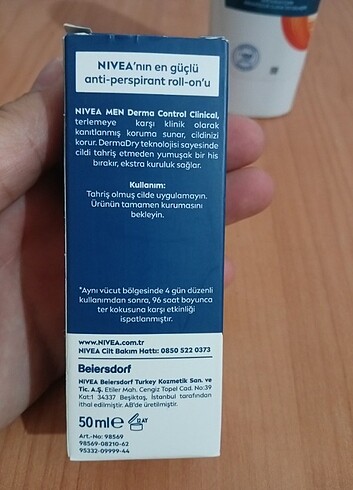 NIVEA'nın en güçlü
anti-perspirant roll-on'u
NIVEA MEN Derma Control Clinical,
terlemeye karşı klinik olarak
kanıtlanmış koruma sunar, cildinizi
korur. DermaDry teknolojisi sayesinde
cildi tahriş etmeden yumuşak bir his
bırakır, ekstra kuruluk sağlar.
Kullanım:
Tahriş olmuş cilde uygulamayın.
Ürünün tamamen kurumasını
bekleyin.
*Aynı vücut bölgesinde 4 gün düzenli
kullanımdan sonra, 96 saat boyunca
ter kokusuna karşı etkinliği
ispatlanmıştır.
www.NIVEA.com.tr
NIVEA Cilt Bakım Hattı: 0850 522 0373
Beiersdorf
NIVEA Beiersdorf Turkey Kozmetik San. ve
Tic. A.Ş. Etiler Mah. Cengiz Topel Cad. No:39
Kat:1 34337 Beşiktaş, İstanbul tarafından
ithal edilmiştir. AB'de üretilmiştir.
50 ml e 12 AY
Art.-No: 98569
98569-08210-62
95332-09999-44